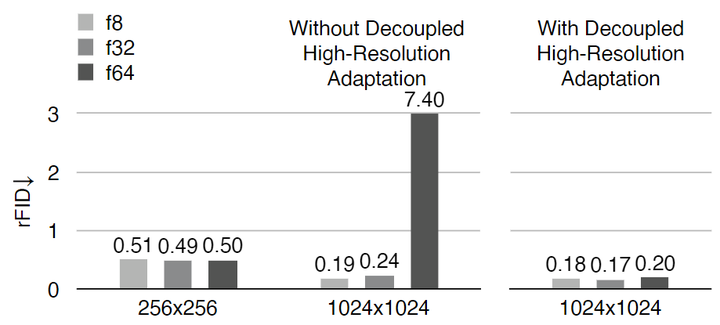 f8
f32
f64
Without Decoupled
High-Resolution
Adaptation
With Decoupled
High-Resolution
Adaptation
rFID↓
3
2
1
0
0.51 0.49 0.50
0.19 0.24 7.40
0.18 0.17 0.20
256x256
1024x1024
1024x1024